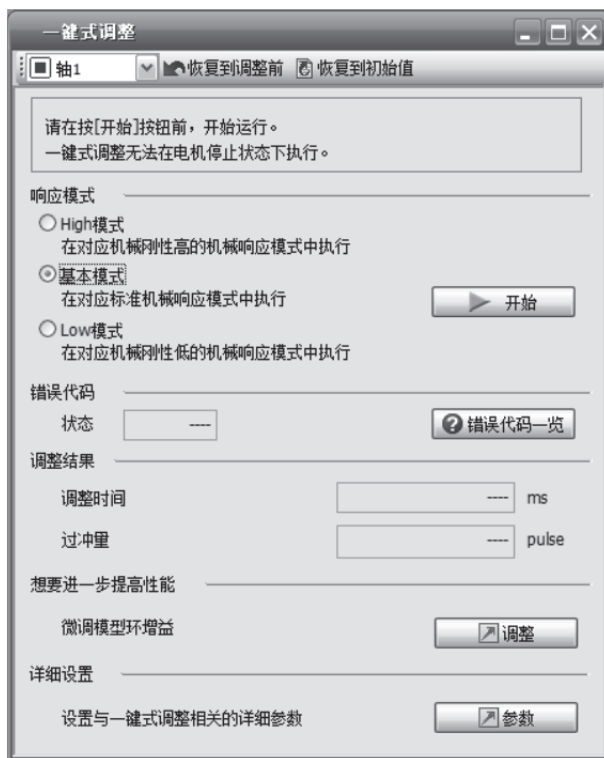 一键式调整
轴1 恢复到调整前 恢复到初始值
请在按[开始]按钮前，开始运行。
一键式调整无法在电机停止状态下执行。
响应模式
High模式
在对应机械刚性高的机械响应模式中执行
基本模式
在对应标准机械响应模式中执行
开始
Low模式
在对应机械刚性低的机械响应模式中执行
错误代码
状态 ---- 错误代码一览
调整结果
调整时间 ---- ms
过冲量 ---- pulse
想要进一步提高性能
微调模型环增益 调整
详细设置
设置与一键式调整相关的详细参数 参数